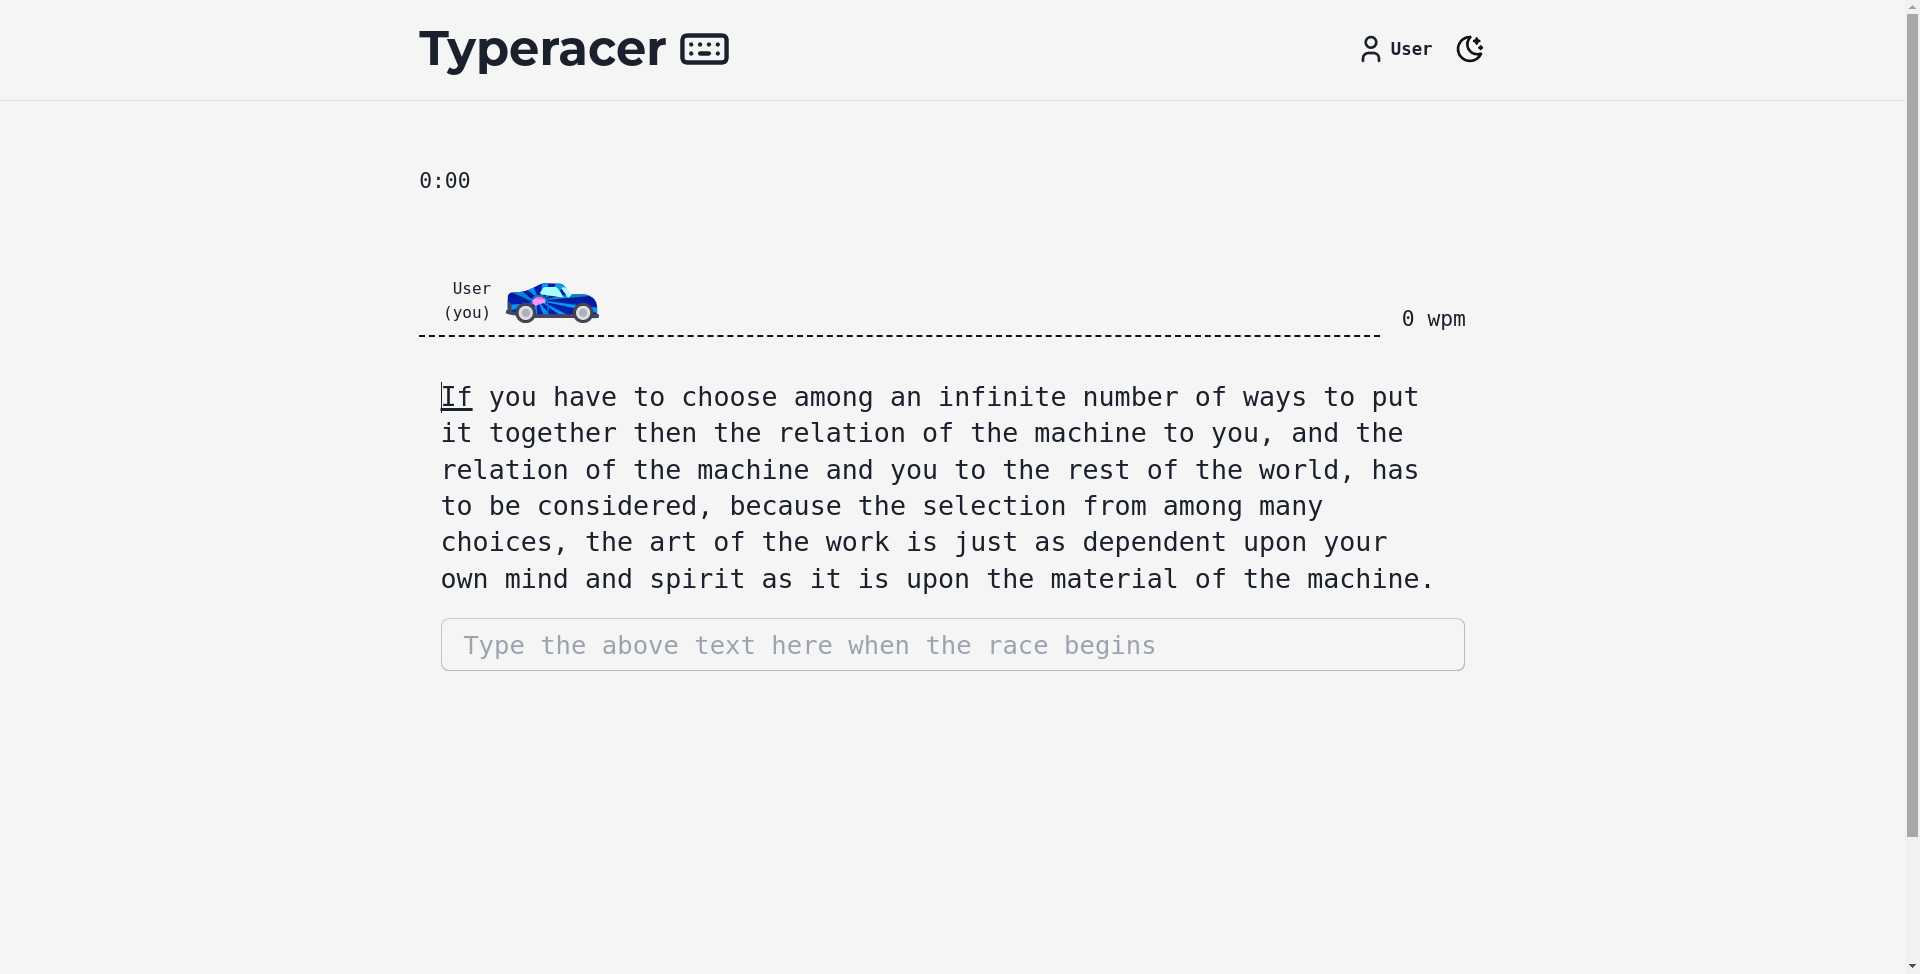 Typeracer
User
0:00
User
(you)
0 wpm
If you have to choose among an infinite number of ways to put
it together then the relation of the machine to you, and the
relation of the machine and you to the rest of the world, has
to be considered, because the selection from among many
choices, the art of the work is just as dependent upon your
own mind and spirit as it is upon the material of the machine.
Type the above text here when the race begins